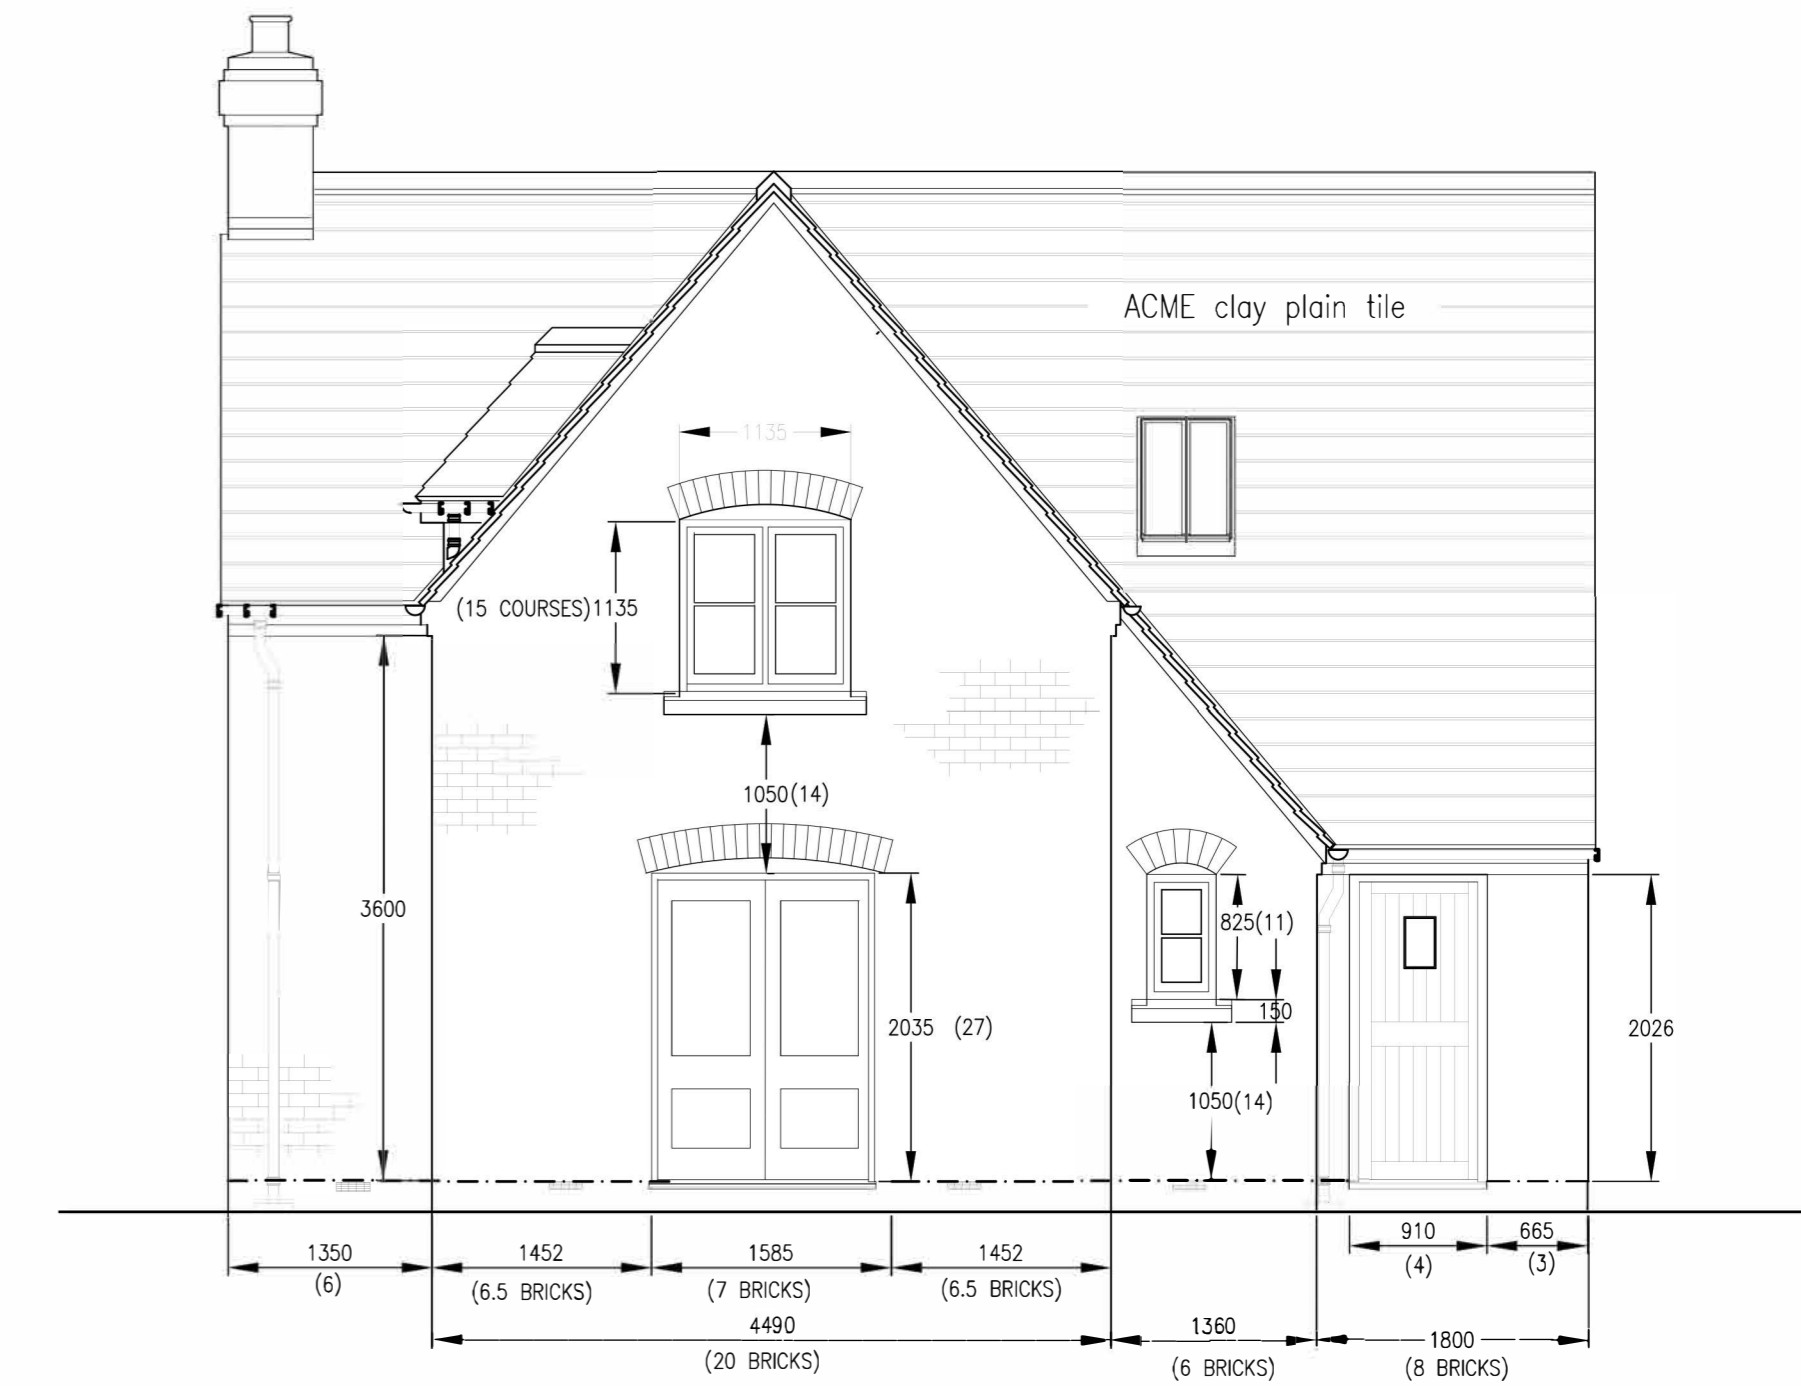 ACME clay plain tile
1135
(15 COURSES)1135
1050(14)
3600
825(11)
150
2035 (27)
2026
1050(14)
1350
(6)
1452
(6.5 BRICKS)
1585
(7 BRICKS)
1452
(6.5 BRICKS)
910
(4)
665
(3)
4490
(20 BRICKS)
1360
(6 BRICKS)
1800
(8 BRICKS)